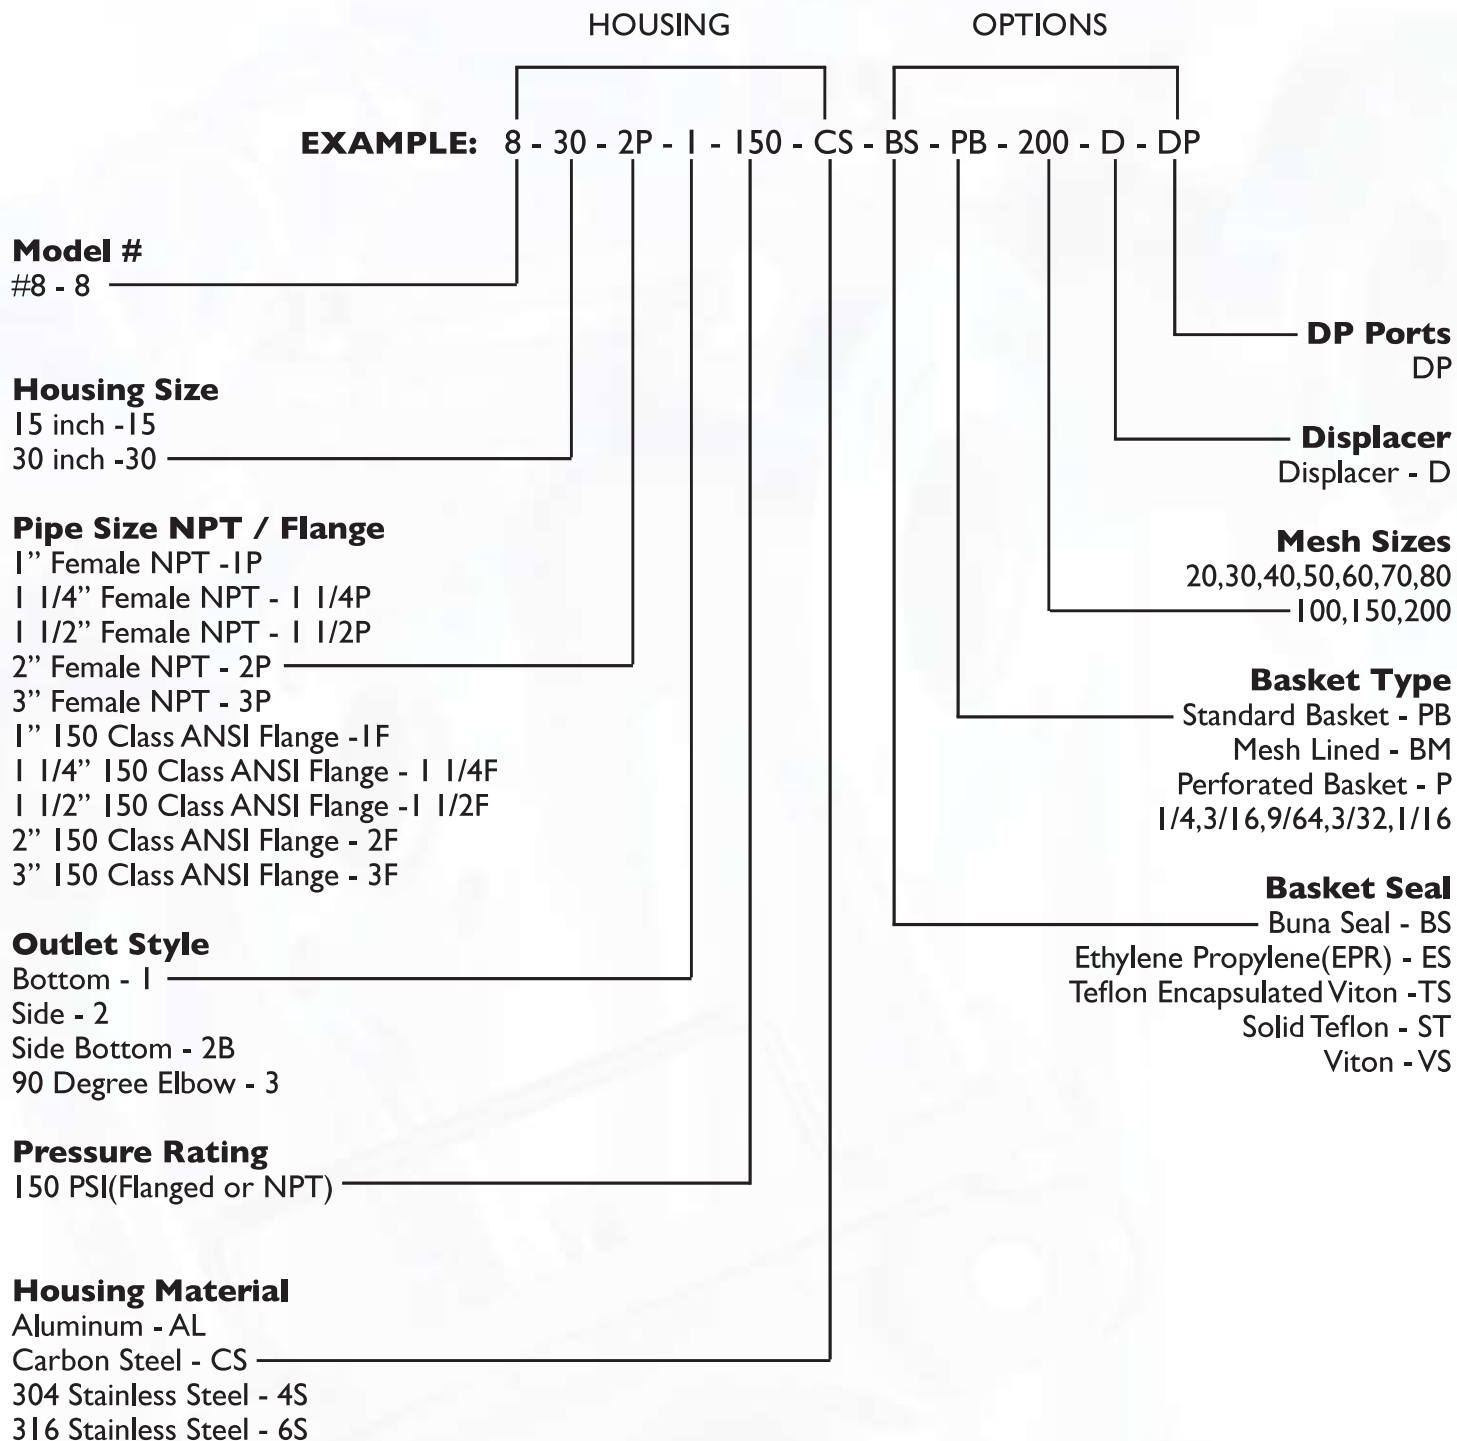 HOUSING OPTIONS
EXAMPLE: 8 - 30 - 2P - 1 - 150 - CS - BS - PB - 200 - D - DP
Model #
#8 - 8
Housing Size
15 inch -15
30 inch -30
Pipe Size NPT / Flange
1” Female NPT -1P
1 1/4” Female NPT - 1 1/4P
1 1/2” Female NPT - 1 1/2P
2” Female NPT - 2P
3” Female NPT - 3P
1” 150 Class ANSI Flange -1F
1 1/4” 150 Class ANSI Flange - 1 1/4F
1 1/2” 150 Class ANSI Flange -1 1/2F
2” 150 Class ANSI Flange - 2F
3” 150 Class ANSI Flange - 3F
Outlet Style
Bottom - 1
Side - 2
Side Bottom - 2B
90 Degree Elbow - 3
Pressure Rating
150 PSI(Flanged or NPT)
Housing Material
Aluminum - AL
Carbon Steel - CS
304 Stainless Steel - 4S
316 Stainless Steel - 6S
DP Ports
DP
Displacer
Displacer - D
Mesh Sizes
20,30,40,50,60,70,80
100,150,200
Basket Type
Standard Basket - PB
Mesh Lined - BM
Perforated Basket - P
1/4,3/16,9/64,3/32,1/16
Basket Seal
Buna Seal - BS
Ethylene Propylene(EPR) - ES
Teflon Encapsulated Viton -TS
Solid Teflon - ST
Viton - VS